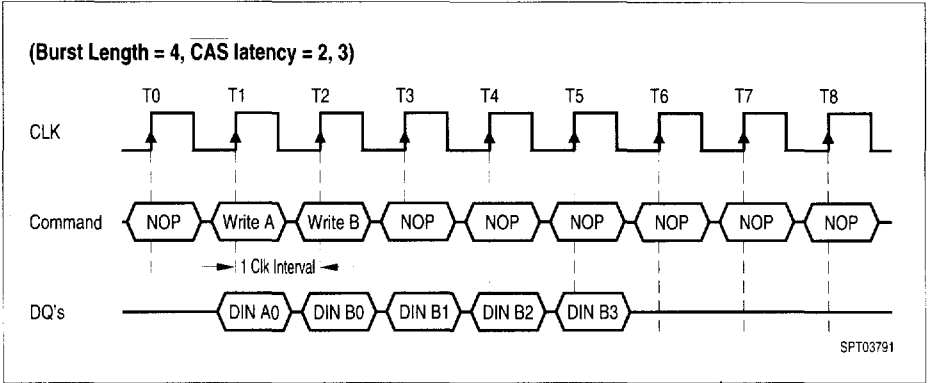 (Burst Length = 4, CAS latency = 2, 3)
T0 T1 T2 T3 T4 T5 T6 T7 T8
CLK
Command NOP Write A Write B NOP NOP NOP NOP NOP NOP
1 Clk Interval
DQ's DIN A0 DIN B0 DIN B1 DIN B2 DIN B3
SPT03791